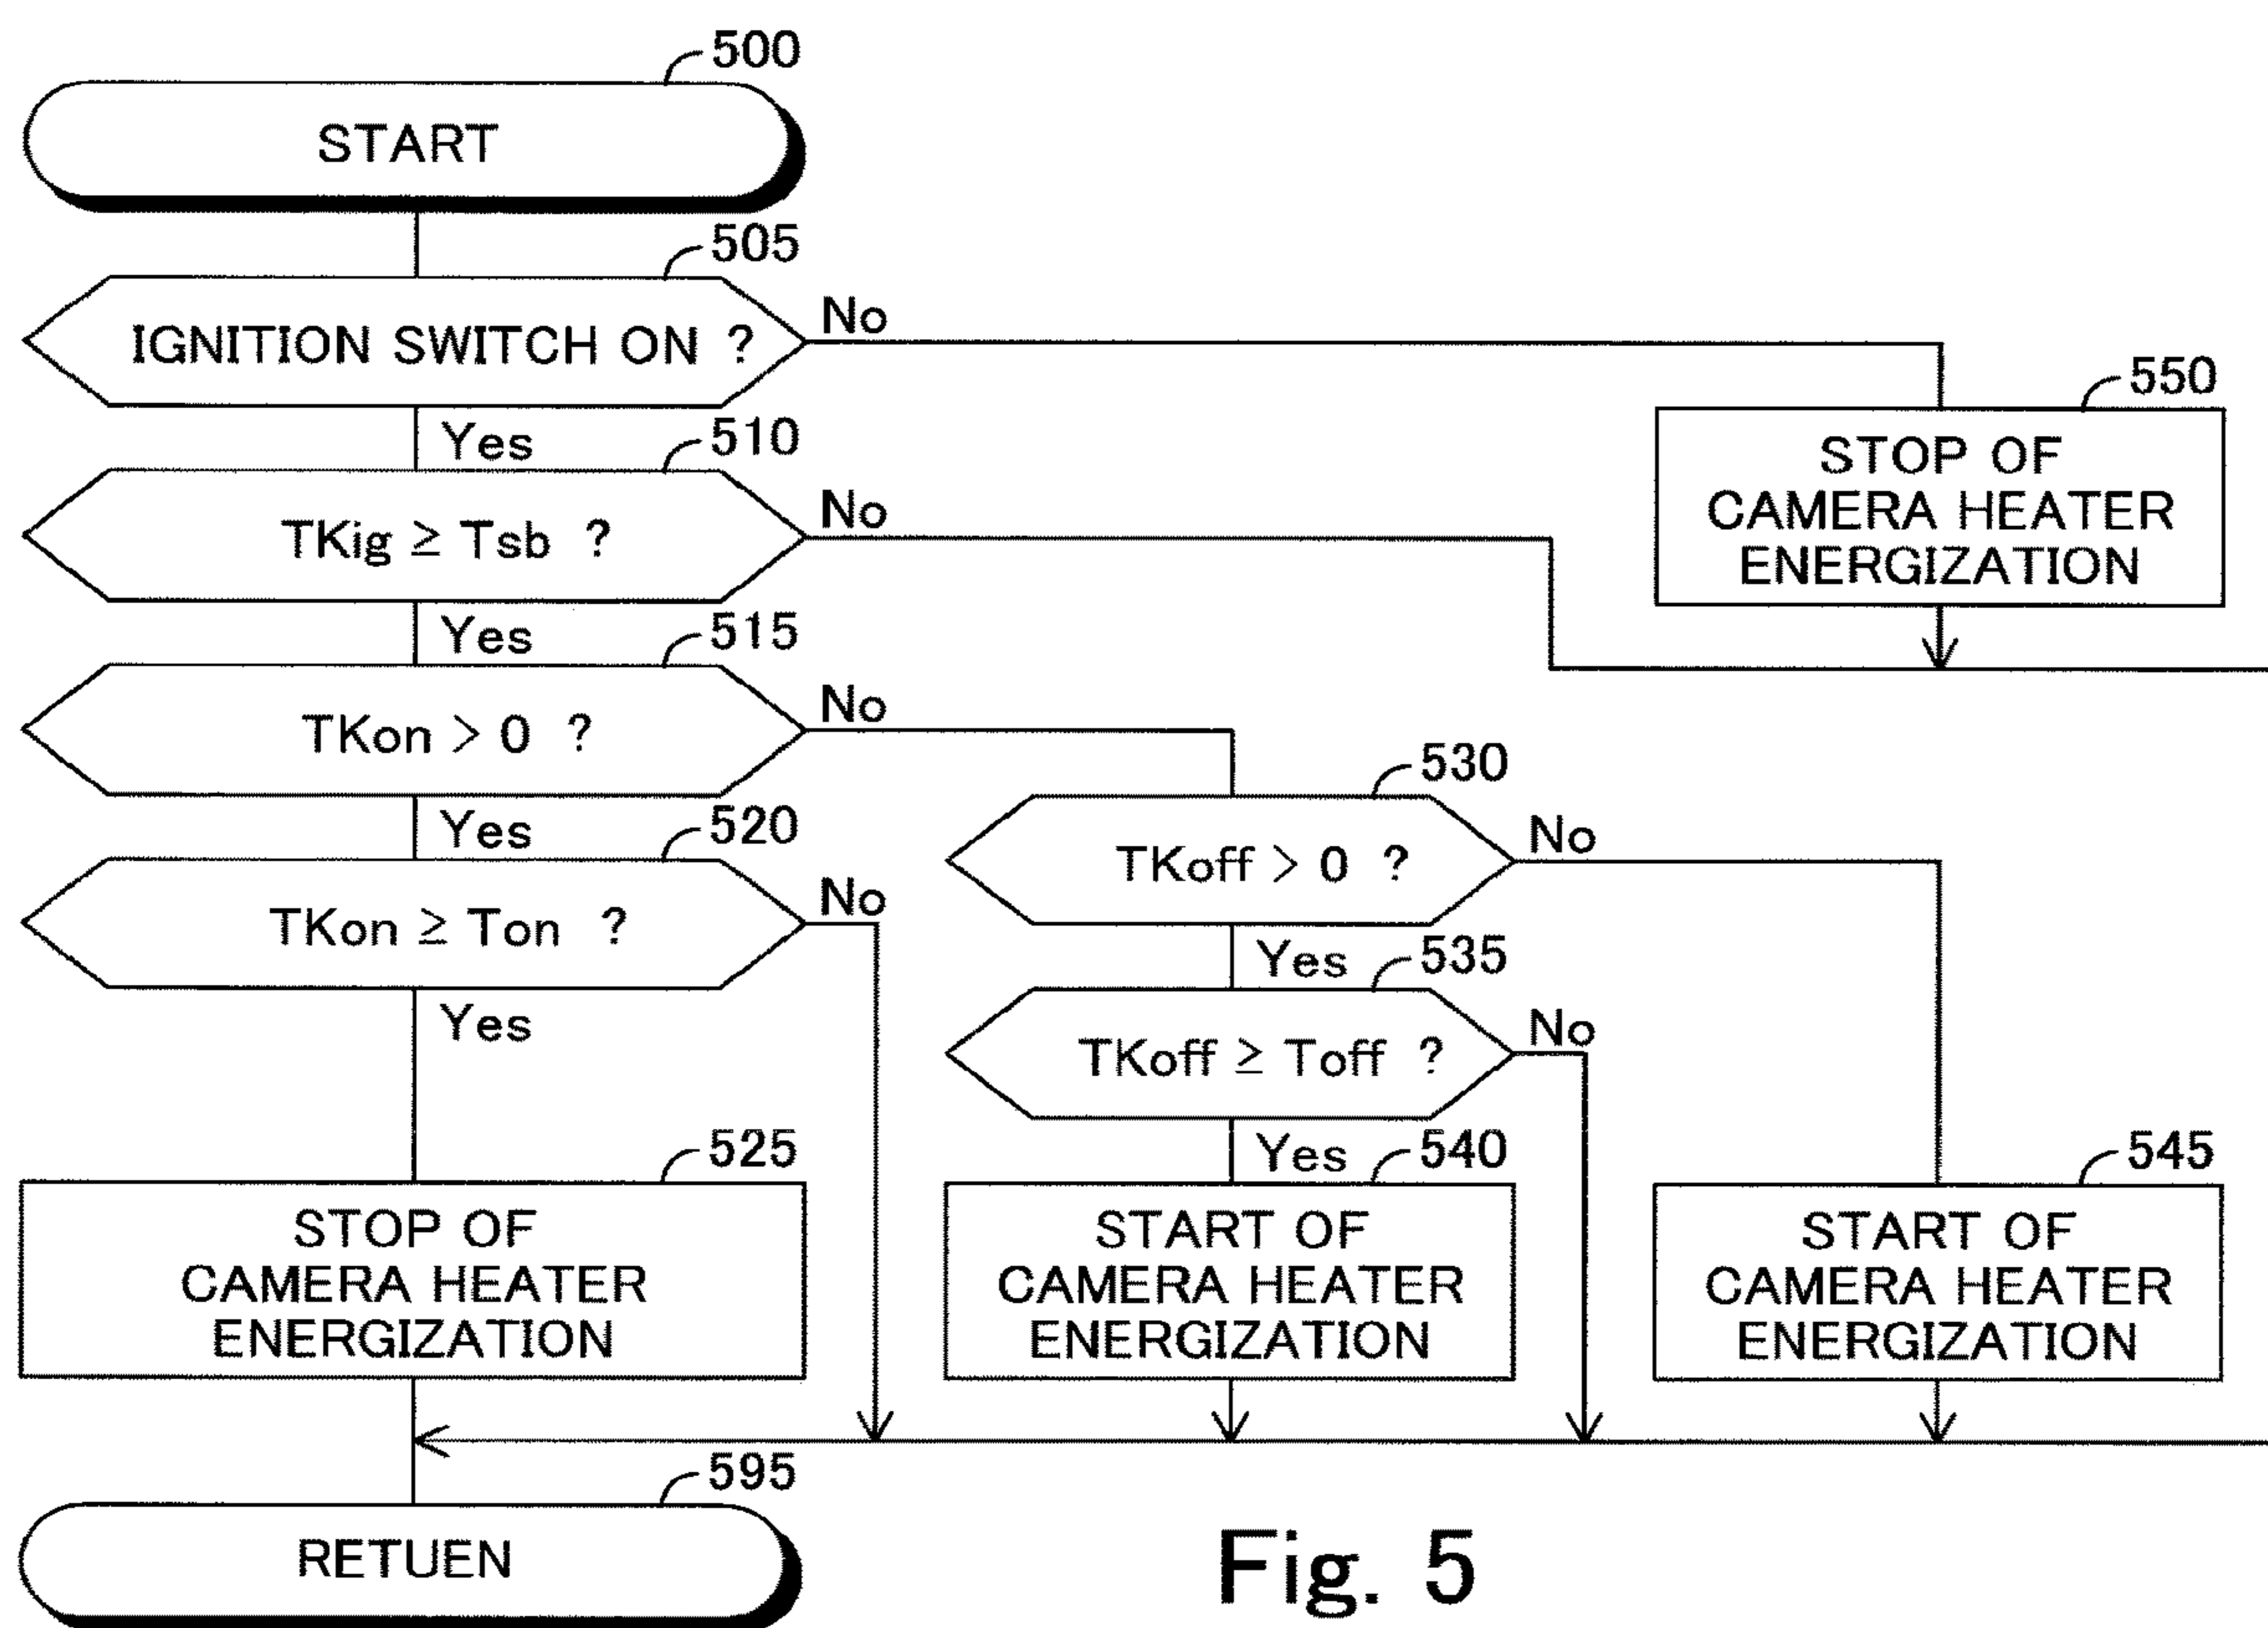 500
START
505
IGNITION SWITCH ON ?
No
Yes
550
STOP OF
CAMERA HEATER
ENERGIZATION
510
TKig ≥ Tsb ?
No
Yes
515
TKon > 0 ?
No
Yes
520
TKon ≥ Ton ?
No
Yes
530
TKoff > 0 ?
No
Yes
535
TKoff ≥ Toff ?
No
Yes
525
STOP OF
CAMERA HEATER
ENERGIZATION
540
START OF
CAMERA HEATER
ENERGIZATION
545
START OF
CAMERA HEATER
ENERGIZATION
595
RETUEN
Fig. 5